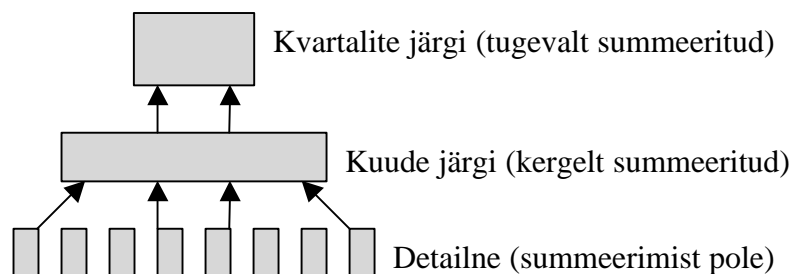 Kvartalite järgi (tugevalt summeeritud)
Kuude järgi (kergelt summeeritud)
Detailne (summeerimist pole)